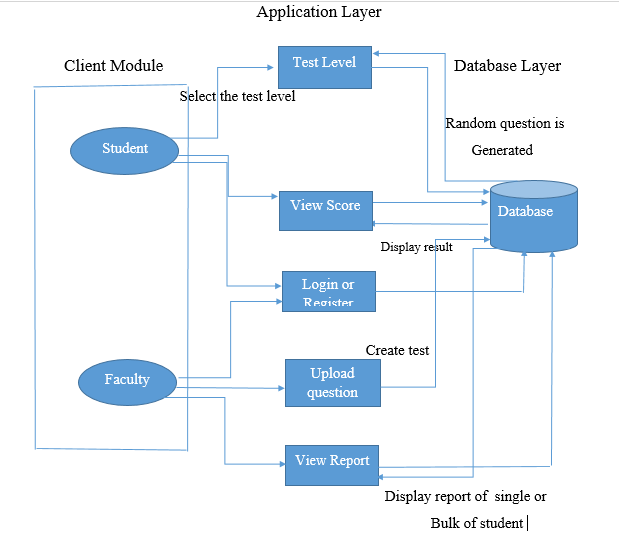 Application Layer
Client Module
Test Level
Database Layer
Select the test level
Random question is
Generated
Student
View Score
Database
Display result
Login or
Register
Create test
Faculty
Upload
question
View Report
Display report of single or
Bulk of student